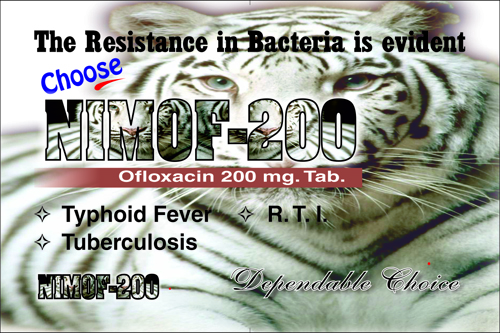 The Resistance in Bacteria is evident
Choose
NIMOF-200
Ofloxacin 200 mg. Tab.
✧ Typhoid Fever ✧ R. T. I.
✧ Tuberculosis
NIMOF-200 Dependable Choice